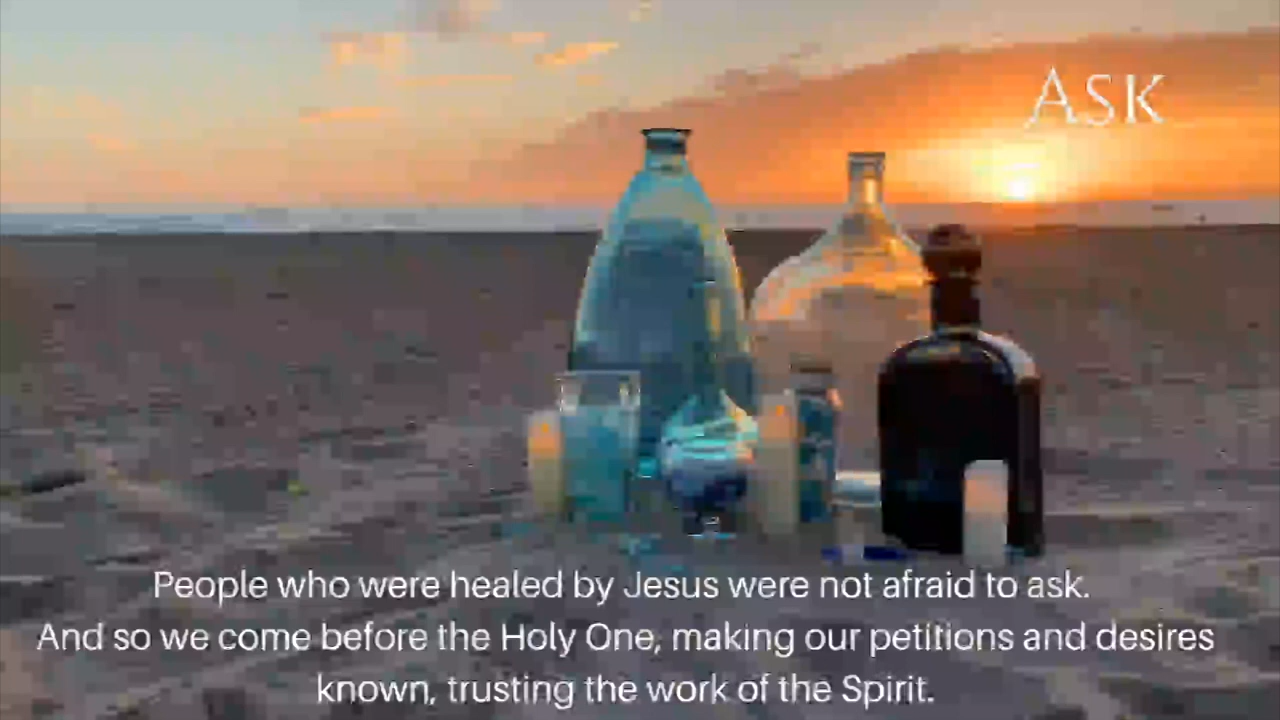 ASK
People who were healed by Jesus were not afraid to ask.
And so we come before the Holy One, making our petitions and desires
known, trusting the work of the Spirit.